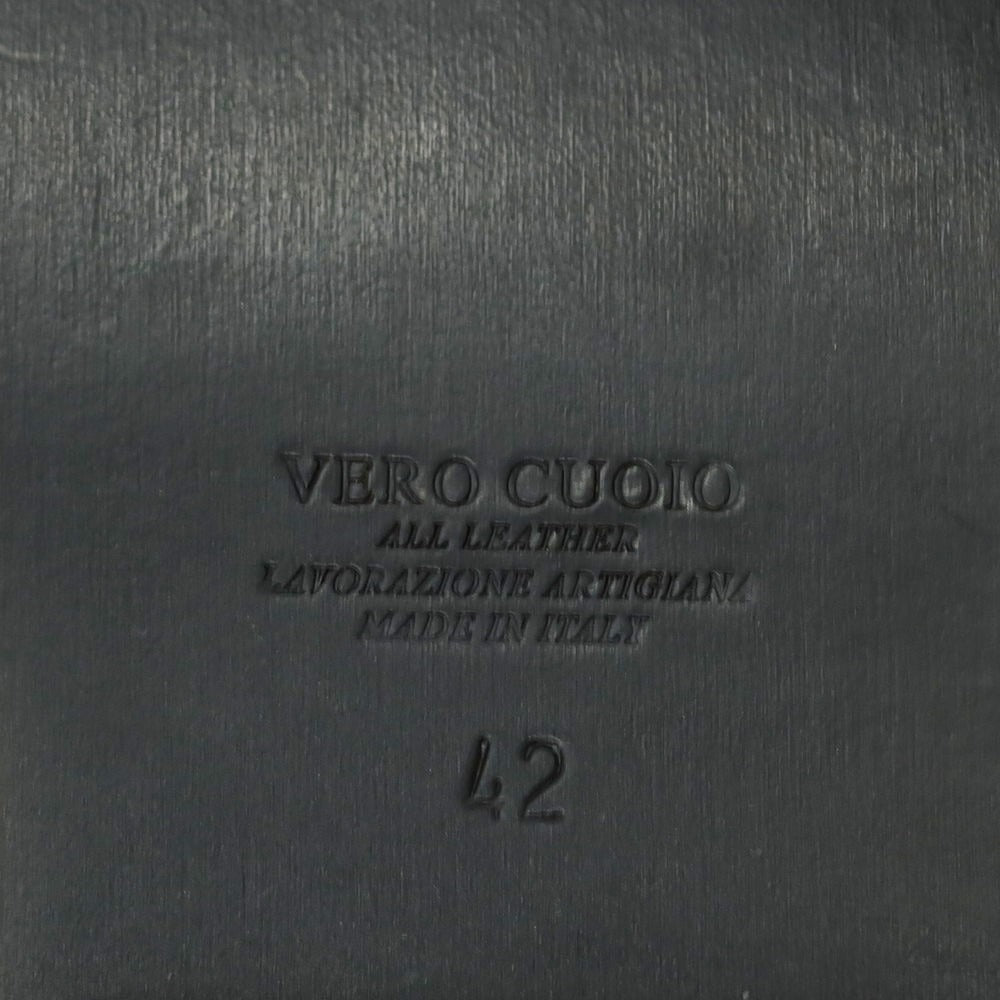 VERO CUOIO
ALL LEATHER
LAVORAZIONE ARTIGIANA
MADE IN ITALY
42